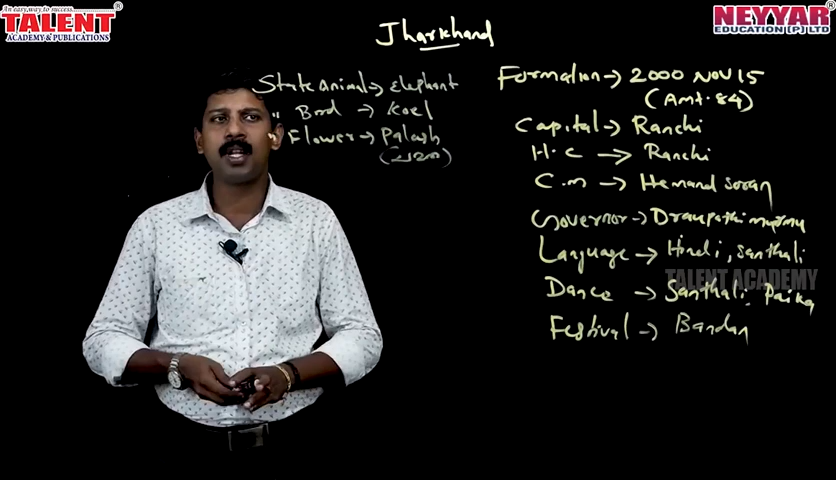 An easy way to success............
TALENT®
ACADEMY & PUBLICATIONS
NEYYAR®
EDUCATION (P) LTD
Jharkhand
State animal → Elephant
" Bird → Koel
" Flower → Palash
Formation → 2000 NOV 15
(Amt. 84)
Capital → Ranchi
H.C → Ranchi
C.M → Hemand soran
Governor → Draupathi murmu
Language → Hindi, Santhali
TALENT ACADEMY
Dance → Santhali, Paika
Festival → Bandan